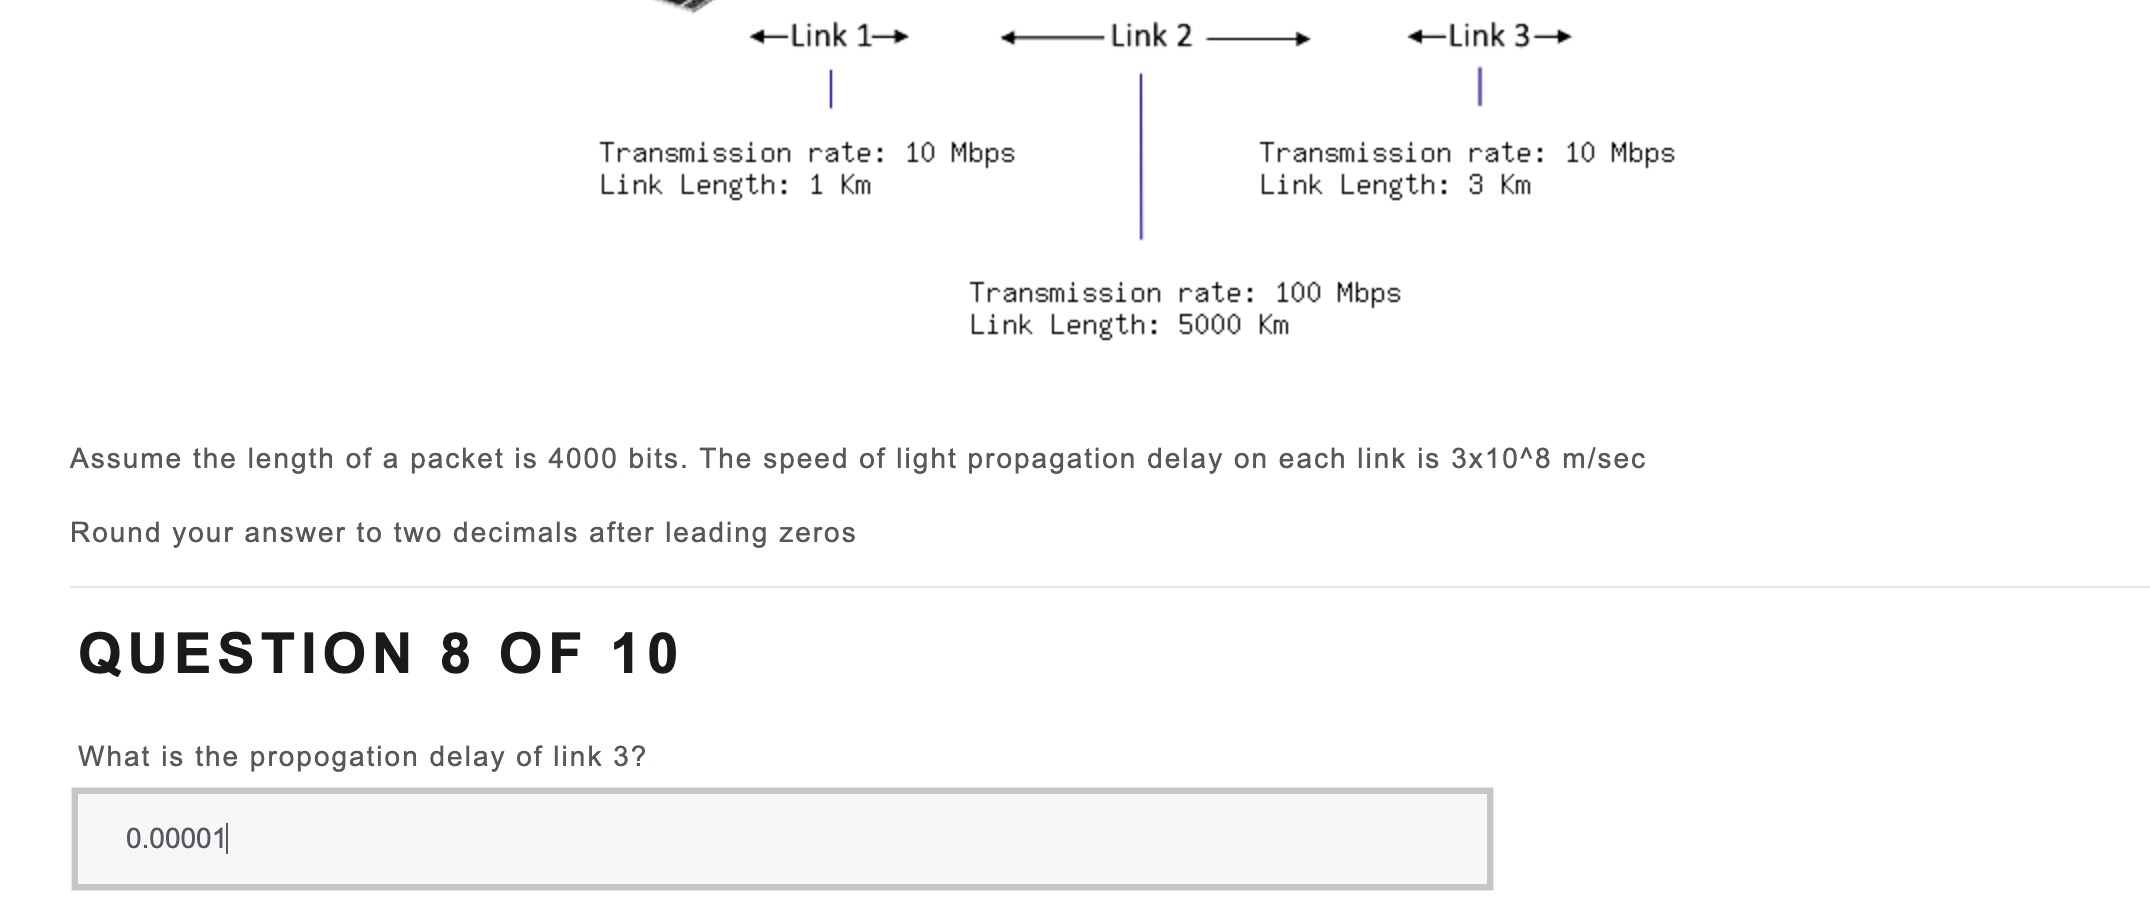 Link 1 Link 2 Link 3
Transmission rate: 10 Mbps Transmission rate: 10 Mbps
Link Length: 1 Km Link Length: 3 Km
Transmission rate: 100 Mbps
Link Length: 5000 Km
Assume the length of a packet is 4000 bits. The speed of light propagation delay on each link is 3x10^8 m/sec
Round your answer to two decimals after leading zeros
QUESTION 8 OF 10
What is the propogation delay of link 3?
0.00001